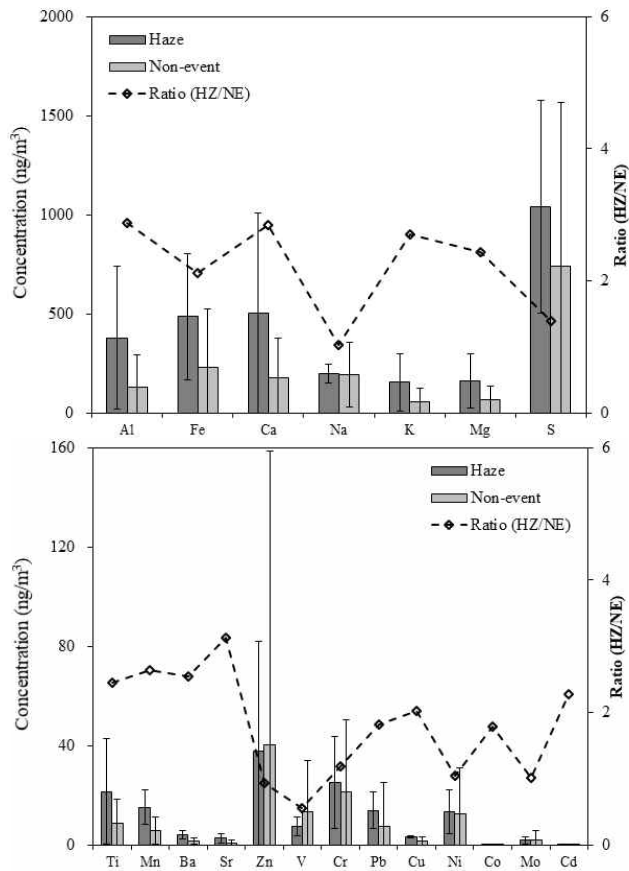 2000
1500
1000
500
0
Concentration (ng/m³)
Haze
Non-event
Ratio (HZ/NE)
6
4
2
0
Ratio (HZ/NE)
Al Fe Ca Na K Mg S
160
120
80
40
0
Concentration (ng/m³)
Haze
Non-event
Ratio (HZ/NE)
6
4
2
0
Ratio (HZ/NE)
Ti Mn Ba Sr Zn V Cr Pb Cu Ni Co Mo Cd